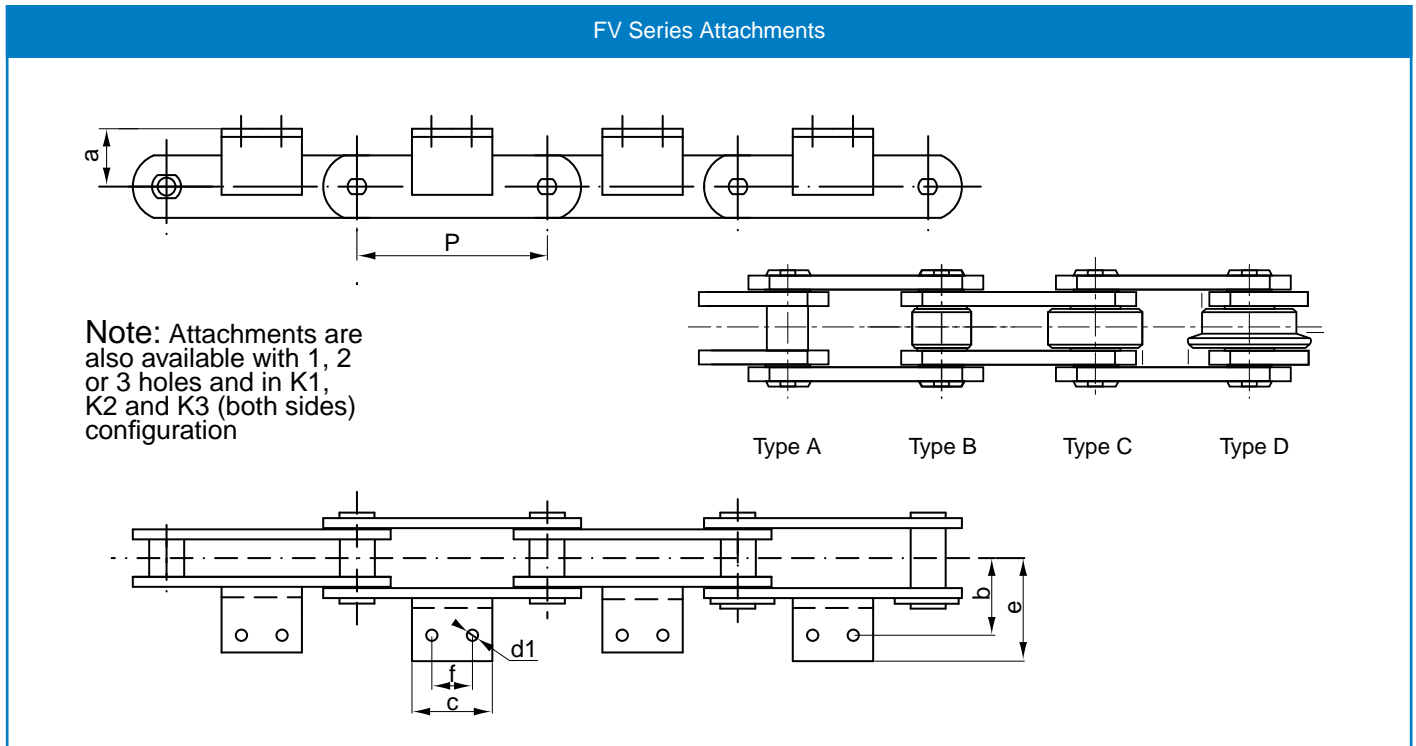 FV Series Attachments
a
P
Note: Attachments are
also available with 1, 2
or 3 holes and in K1,
K2 and K3 (both sides)
configuration
Type A
Type B
Type C
Type D
b
e
d1
f
c